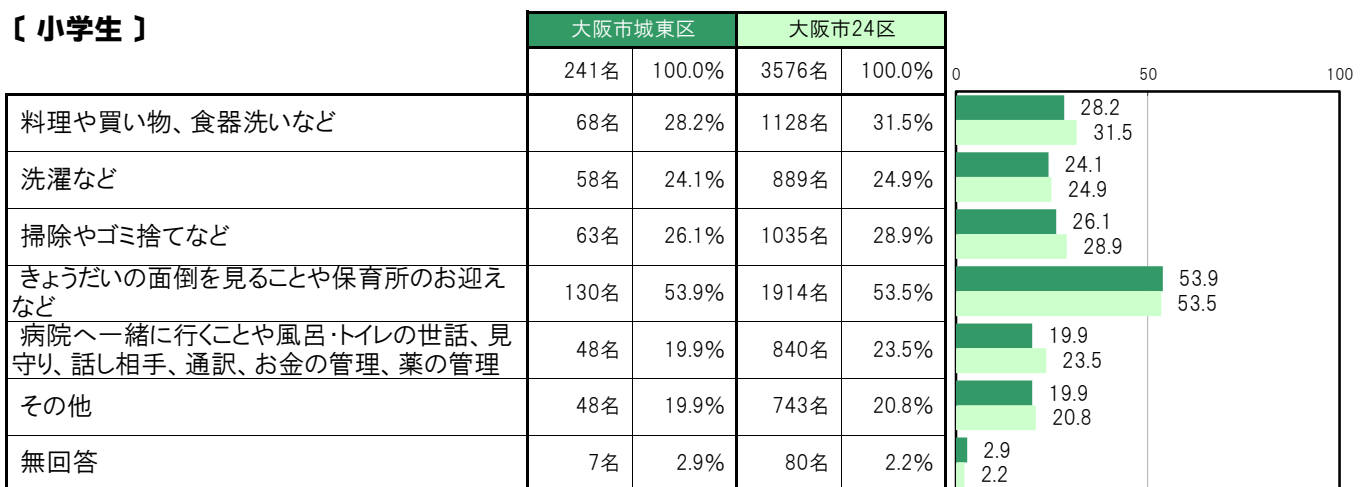 〔 小学生 〕
大阪市城東区 大阪市24区
241名 100.0% 3576名 100.0%
0 50 100
料理や買い物、食器洗いなど 68名 28.2% 1128名 31.5%
28.2
31.5
洗濯など 58名 24.1% 889名 24.9%
24.1
24.9
掃除やゴミ捨てなど 63名 26.1% 1035名 28.9%
26.1
28.9
きょうだいの面倒を見ることや保育所のお迎え
など
130名 53.9% 1914名 53.5%
53.9
53.5
病院へ一緒に行くことや風呂・トイレの世話、見
守り、話し相手、通訳、お金の管理、薬の管理
48名 19.9% 840名 23.5%
19.9
23.5
その他 48名 19.9% 743名 20.8%
19.9
20.8
無回答 7名 2.9% 80名 2.2%
2.9
2.2